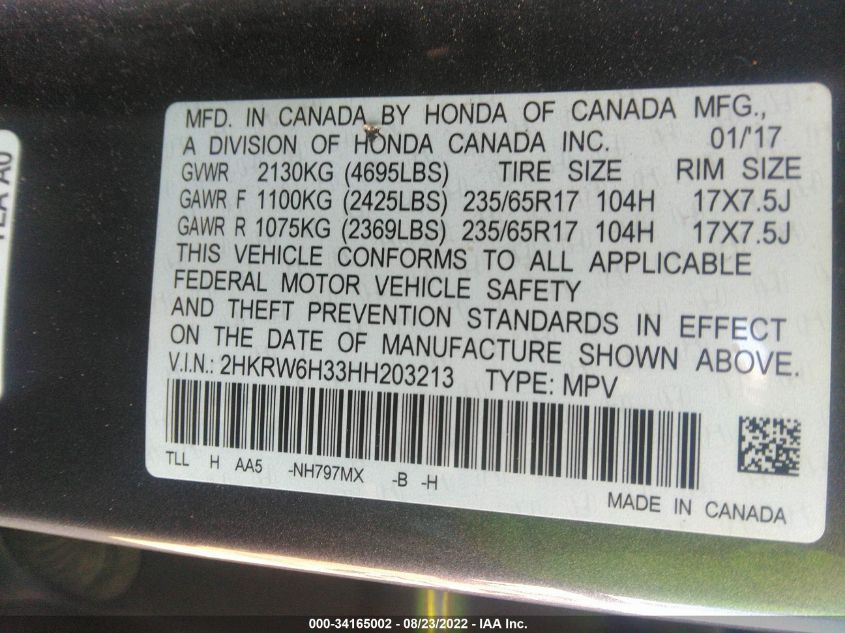 MFD. IN CANADA BY HONDA OF CANADA MFG.,
A DIVISION OF HONDA CANADA INC. 01/'17
GVWR 2130KG (4695LBS) TIRE SIZE RIM SIZE
GAWR F 1100KG (2425LBS) 235/65R17 104H 17X7.5J
GAWR R 1075KG (2369LBS) 235/65R17 104H 17X7.5J
THIS VEHICLE CONFORMS TO ALL APPLICABLE
FEDERAL MOTOR VEHICLE SAFETY
AND THEFT PREVENTION STANDARDS IN EFFECT
ON THE DATE OF MANUFACTURE SHOWN ABOVE.
V.I.N.: 2HKRW6H33HH203213 TYPE: MPV
TLL H AA5 -NH797MX -B -H
MADE IN CANADA
000-34165002 - 08/23/2022 - IAA Inc.